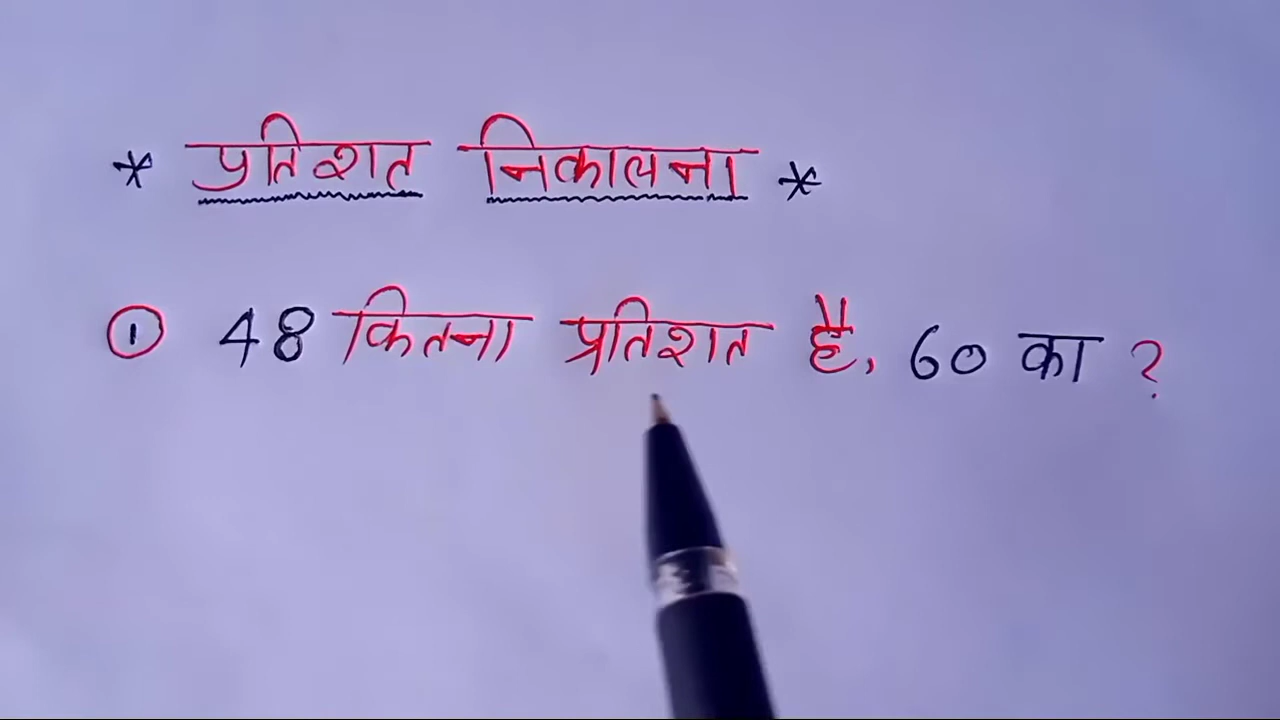 * प्रतिशत निकालना *
① 48 कितना प्रतिशत है, 60 का ?